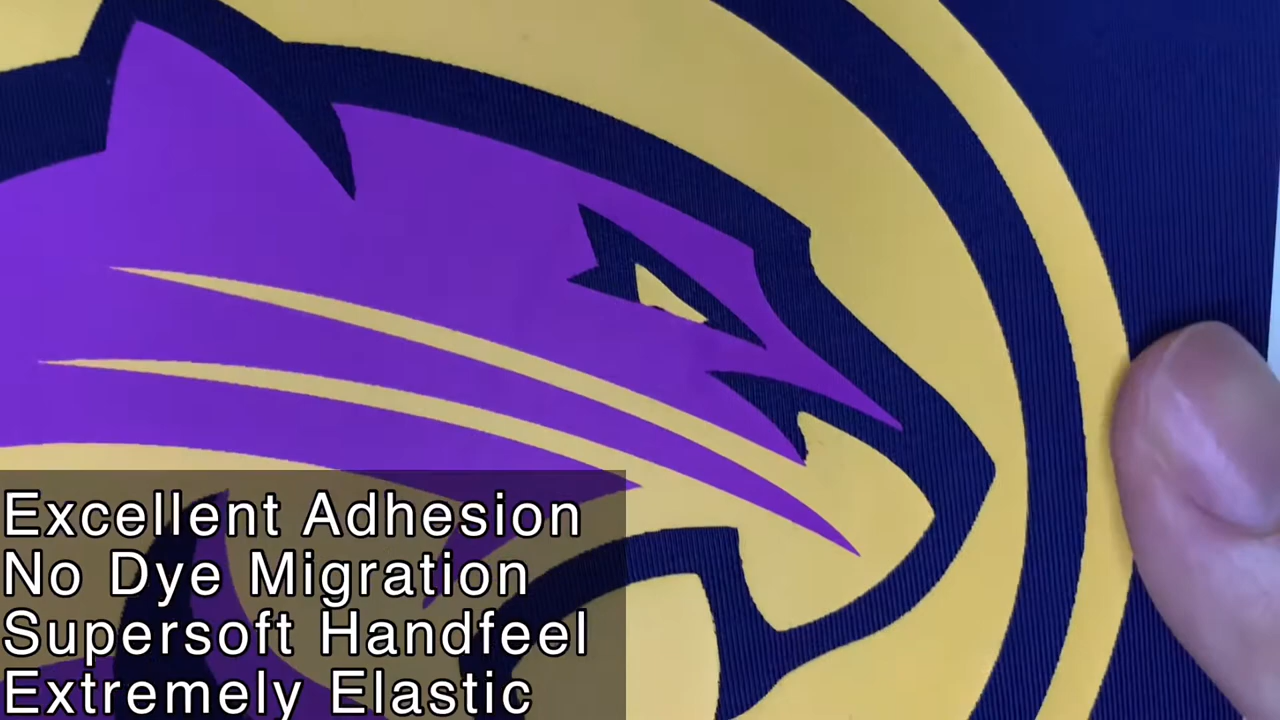 Excellent Adhesion
No Dye Migration
Supersoft Handfeel
Extremely Elastic